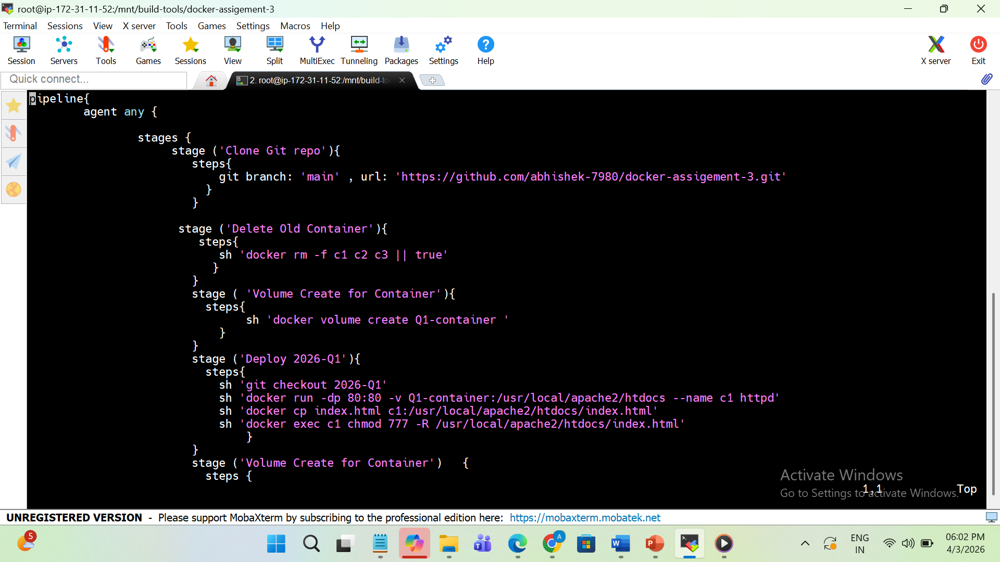 root@ip-172-31-11-52:/mnt/build-tools/docker-assigement-3
Terminal Sessions View X server Tools Games Settings Macros Help
Session Servers Tools Games Sessions View Split MultiExec Tunneling Packages Settings Help X server Exit
Quick connect...
2. root@ip-172-31-11-52:/mnt/build-to
pipeline{
agent any {
stages {
stage ('Clone Git repo'){
steps{
git branch: 'main' , url: 'https://github.com/abhishek-7980/docker-assigement-3.git'
}
}
stage ('Delete Old Container'){
steps{
sh 'docker rm -f c1 c2 c3 || true'
}
}
stage ( 'Volume Create for Container'){
steps{
sh 'docker volume create Q1-container '
}
}
stage ('Deploy 2026-Q1'){
steps{
sh 'git checkout 2026-Q1'
sh 'docker run -dp 80:80 -v Q1-container:/usr/local/apache2/htdocs --name c1 httpd'
sh 'docker cp index.html c1:/usr/local/apache2/htdocs/index.html'
sh 'docker exec c1 chmod 777 -R /usr/local/apache2/htdocs/index.html'
}
}
stage ('Volume Create for Container') {
steps {
1,1 Top
Activate Windows
Go to Settings to activate Windows.
UNREGISTERED VERSION - Please support MobaXterm by subscribing to the professional edition here: https://mobaxterm.mobatek.net
5
ENG
IN
06:02 PM
4/3/2026